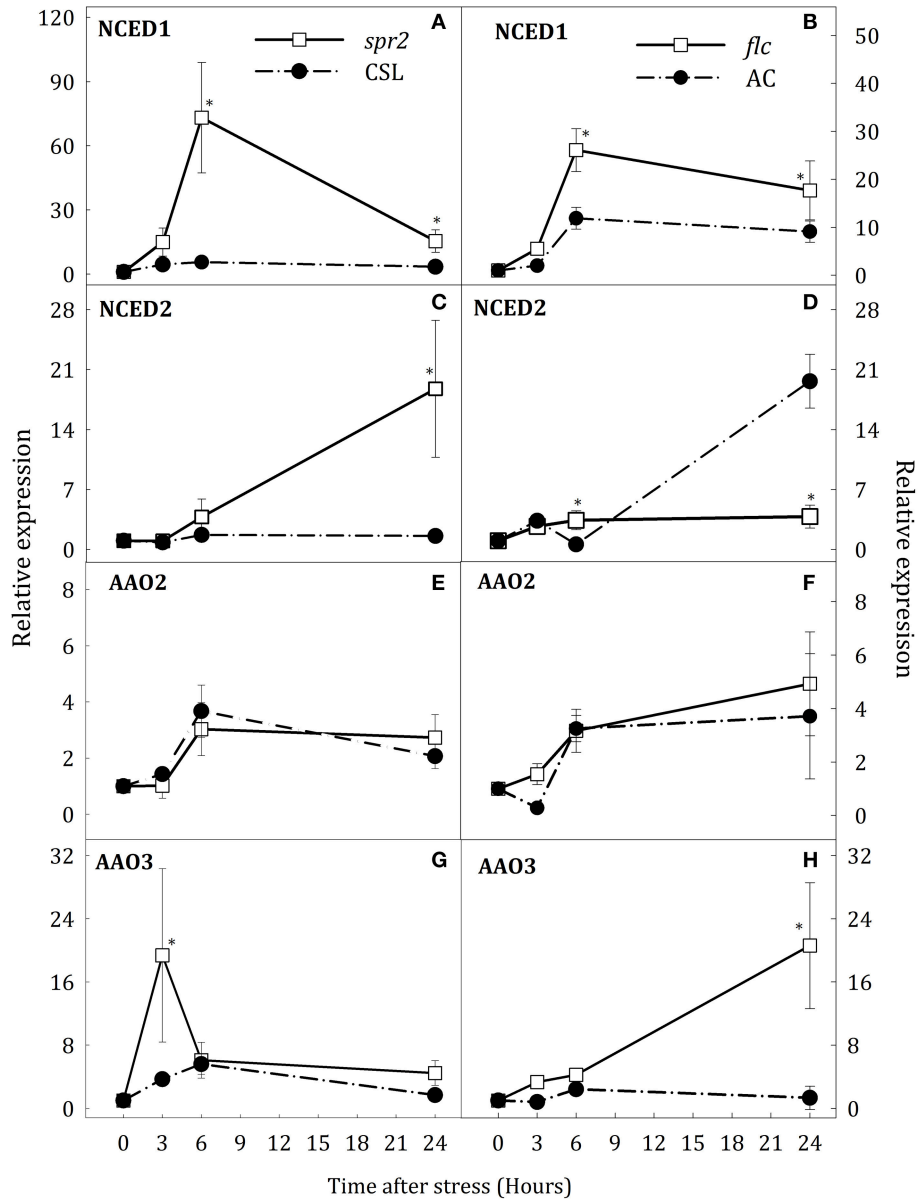 NCED1
A
spr2
CSL
120
90
60
30
0
*
*
NCED1
B
flc
AC
50
40
30
20
10
0
*
*
NCED2
C
28
21
14
7
0
*
NCED2
D
28
21
14
7
0
*
*
AAO2
E
8
6
4
2
0
AAO2
F
8
6
4
2
0
AAO3
G
32
24
16
8
0
*
AAO3
H
32
24
16
8
0
*
0 3 6 9 12 15 18 21 24
0 3 6 9 12 15 18 21 24
Relative expression
Relative expresison
Time after stress (Hours)